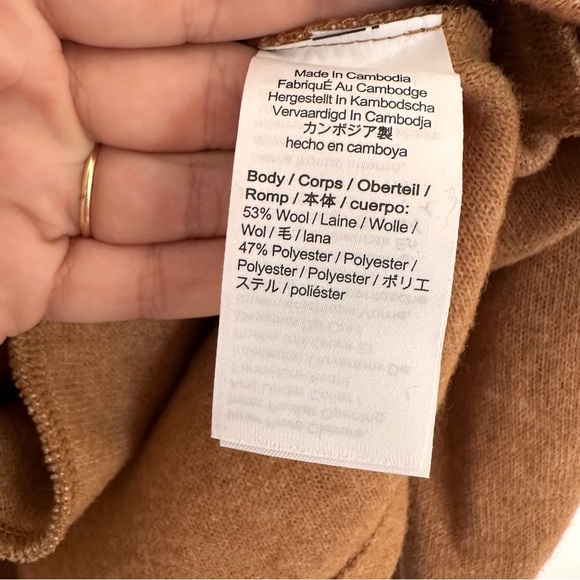 Made In Cambodia
FabriquÉ Au Cambodge
Hergestellt In Kambodscha
Vervaardigd In Cambodja
カンボジア製
hecho en camboya
Body / Corps / Oberteil /
Romp / 本体 / cuerpo:
53% Wool / Laine / Wolle /
Wol / 毛 / lana
47% Polyester / Polyester /
Polyester / Polyester / ポリエ
ステル / poliéster